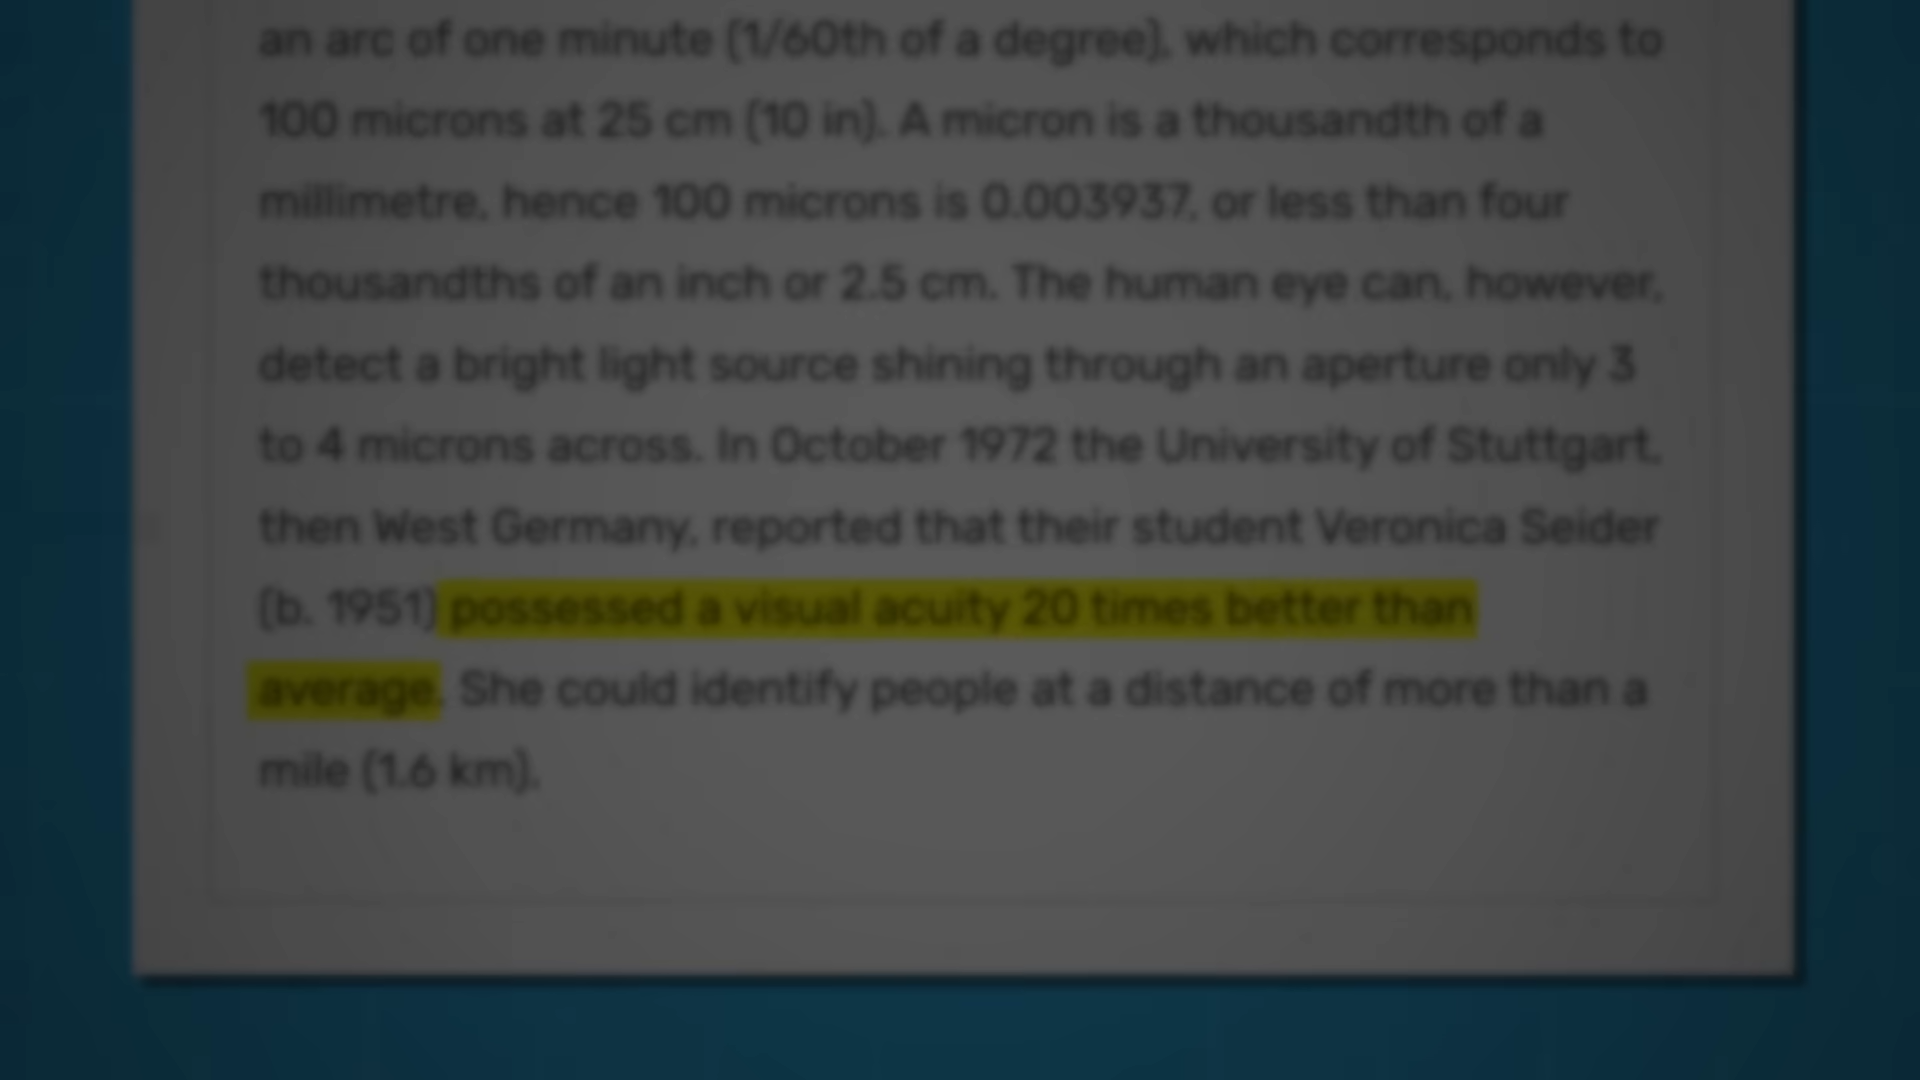 an arc of one minute (1/60th of a degree), which corresponds to
100 microns at 25 cm (10 in). A micron is a thousandth of a
millimetre, hence 100 microns is 0.003937, or less than four
thousandths of an inch or 2.5 cm. The human eye can, however,
detect a bright light source shining through an aperture only 3
to 4 microns across. In October 1972 the University of Stuttgart,
then West Germany, reported that their student Veronica Seider
(b. 1951) possessed a visual acuity 20 times better than
average. She could identify people at a distance of more than a
mile (1.6 km).